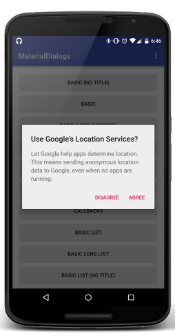 6:46
MaterialDialogs
BASIC (NO TITLE)
BASIC
Use Google's Location Services?
Let Google help apps determine location.
This means sending anonymous location
data to Google, even when no apps are
running.
DISAGREE AGREE
CALLBACKS
BASIC LIST
BASIC LONG LIST
BASIC LIST (NO TITLE)